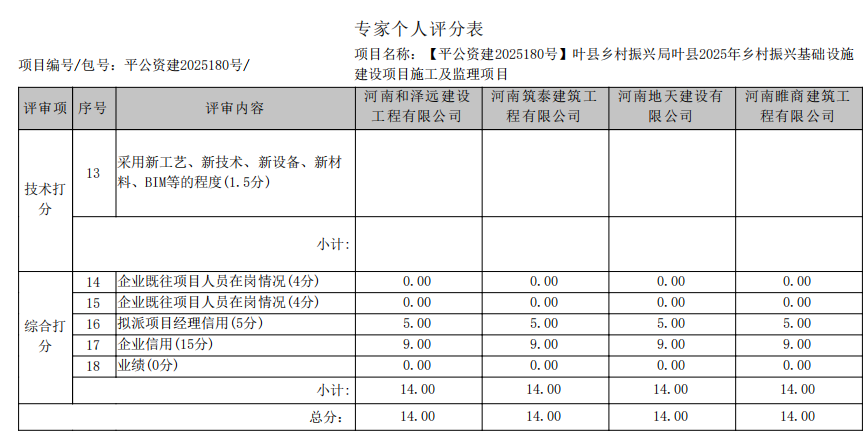 专家个人评分表
项目编号/包号: 平公资建2025180号/
项目名称: 【平公资建2025180号】叶县乡村振兴局叶县2025年乡村振兴基础设施
建设项目施工及监理项目
评审项 序号 评审内容 河南和泽远建设 河南筑泰建筑工 河南地天建设有 河南睢商建筑工
工程有限公司 程有限公司 限公司 程有限公司
技术打
分
13 采用新工艺、新技术、新设备、新材
料、BIM等的程度(1.5分)
小计:
综合打
分
14 企业既往项目人员在岗情况(4分) 0.00 0.00 0.00 0.00
15 企业既往项目人员在岗情况(4分) 0.00 0.00 0.00 0.00
16 拟派项目经理信用(5分) 5.00 5.00 5.00 5.00
17 企业信用(15分) 9.00 9.00 9.00 9.00
18 业绩(0分) 0.00 0.00 0.00 0.00
小计: 14.00 14.00 14.00 14.00
总分: 14.00 14.00 14.00 14.00